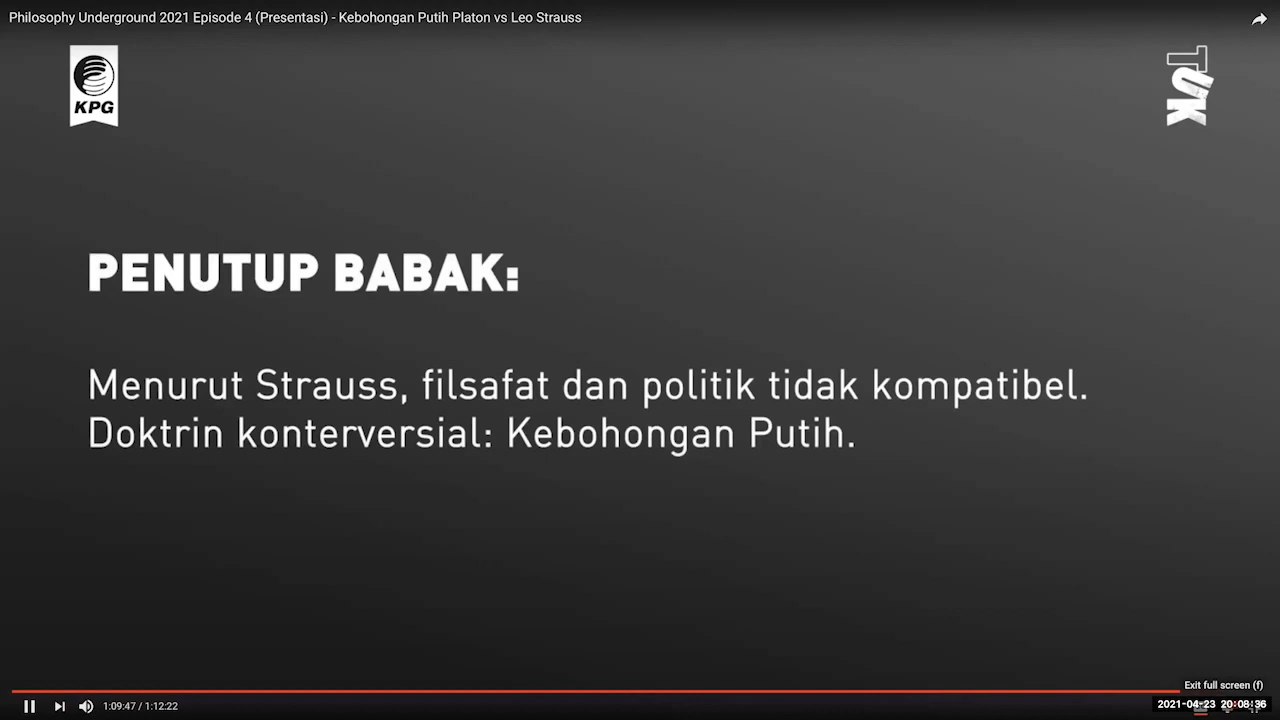 Philosophy Underground 2021 Episode 4 (Presentasi) - Kebohongan Putih Platon vs Leo Strauss
KPG
TUK
PENUTUP BABAK:
Menurut Strauss, filsafat dan politik tidak kompatibel.
Doktrin konterversial: Kebohongan Putih.
Exit full screen (f)
1:09:47 / 1:12:22
2021-04-23 20:08:36